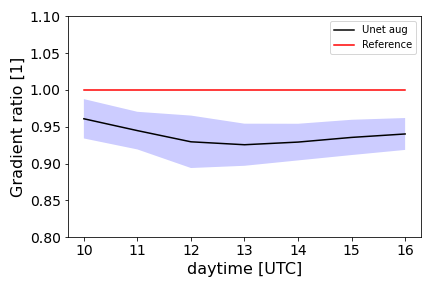 1.10
1.05
1.00
0.95
0.90
0.85
0.80
Gradient ratio [1]
Unet aug
Reference
10 11 12 13 14 15 16
daytime [UTC]